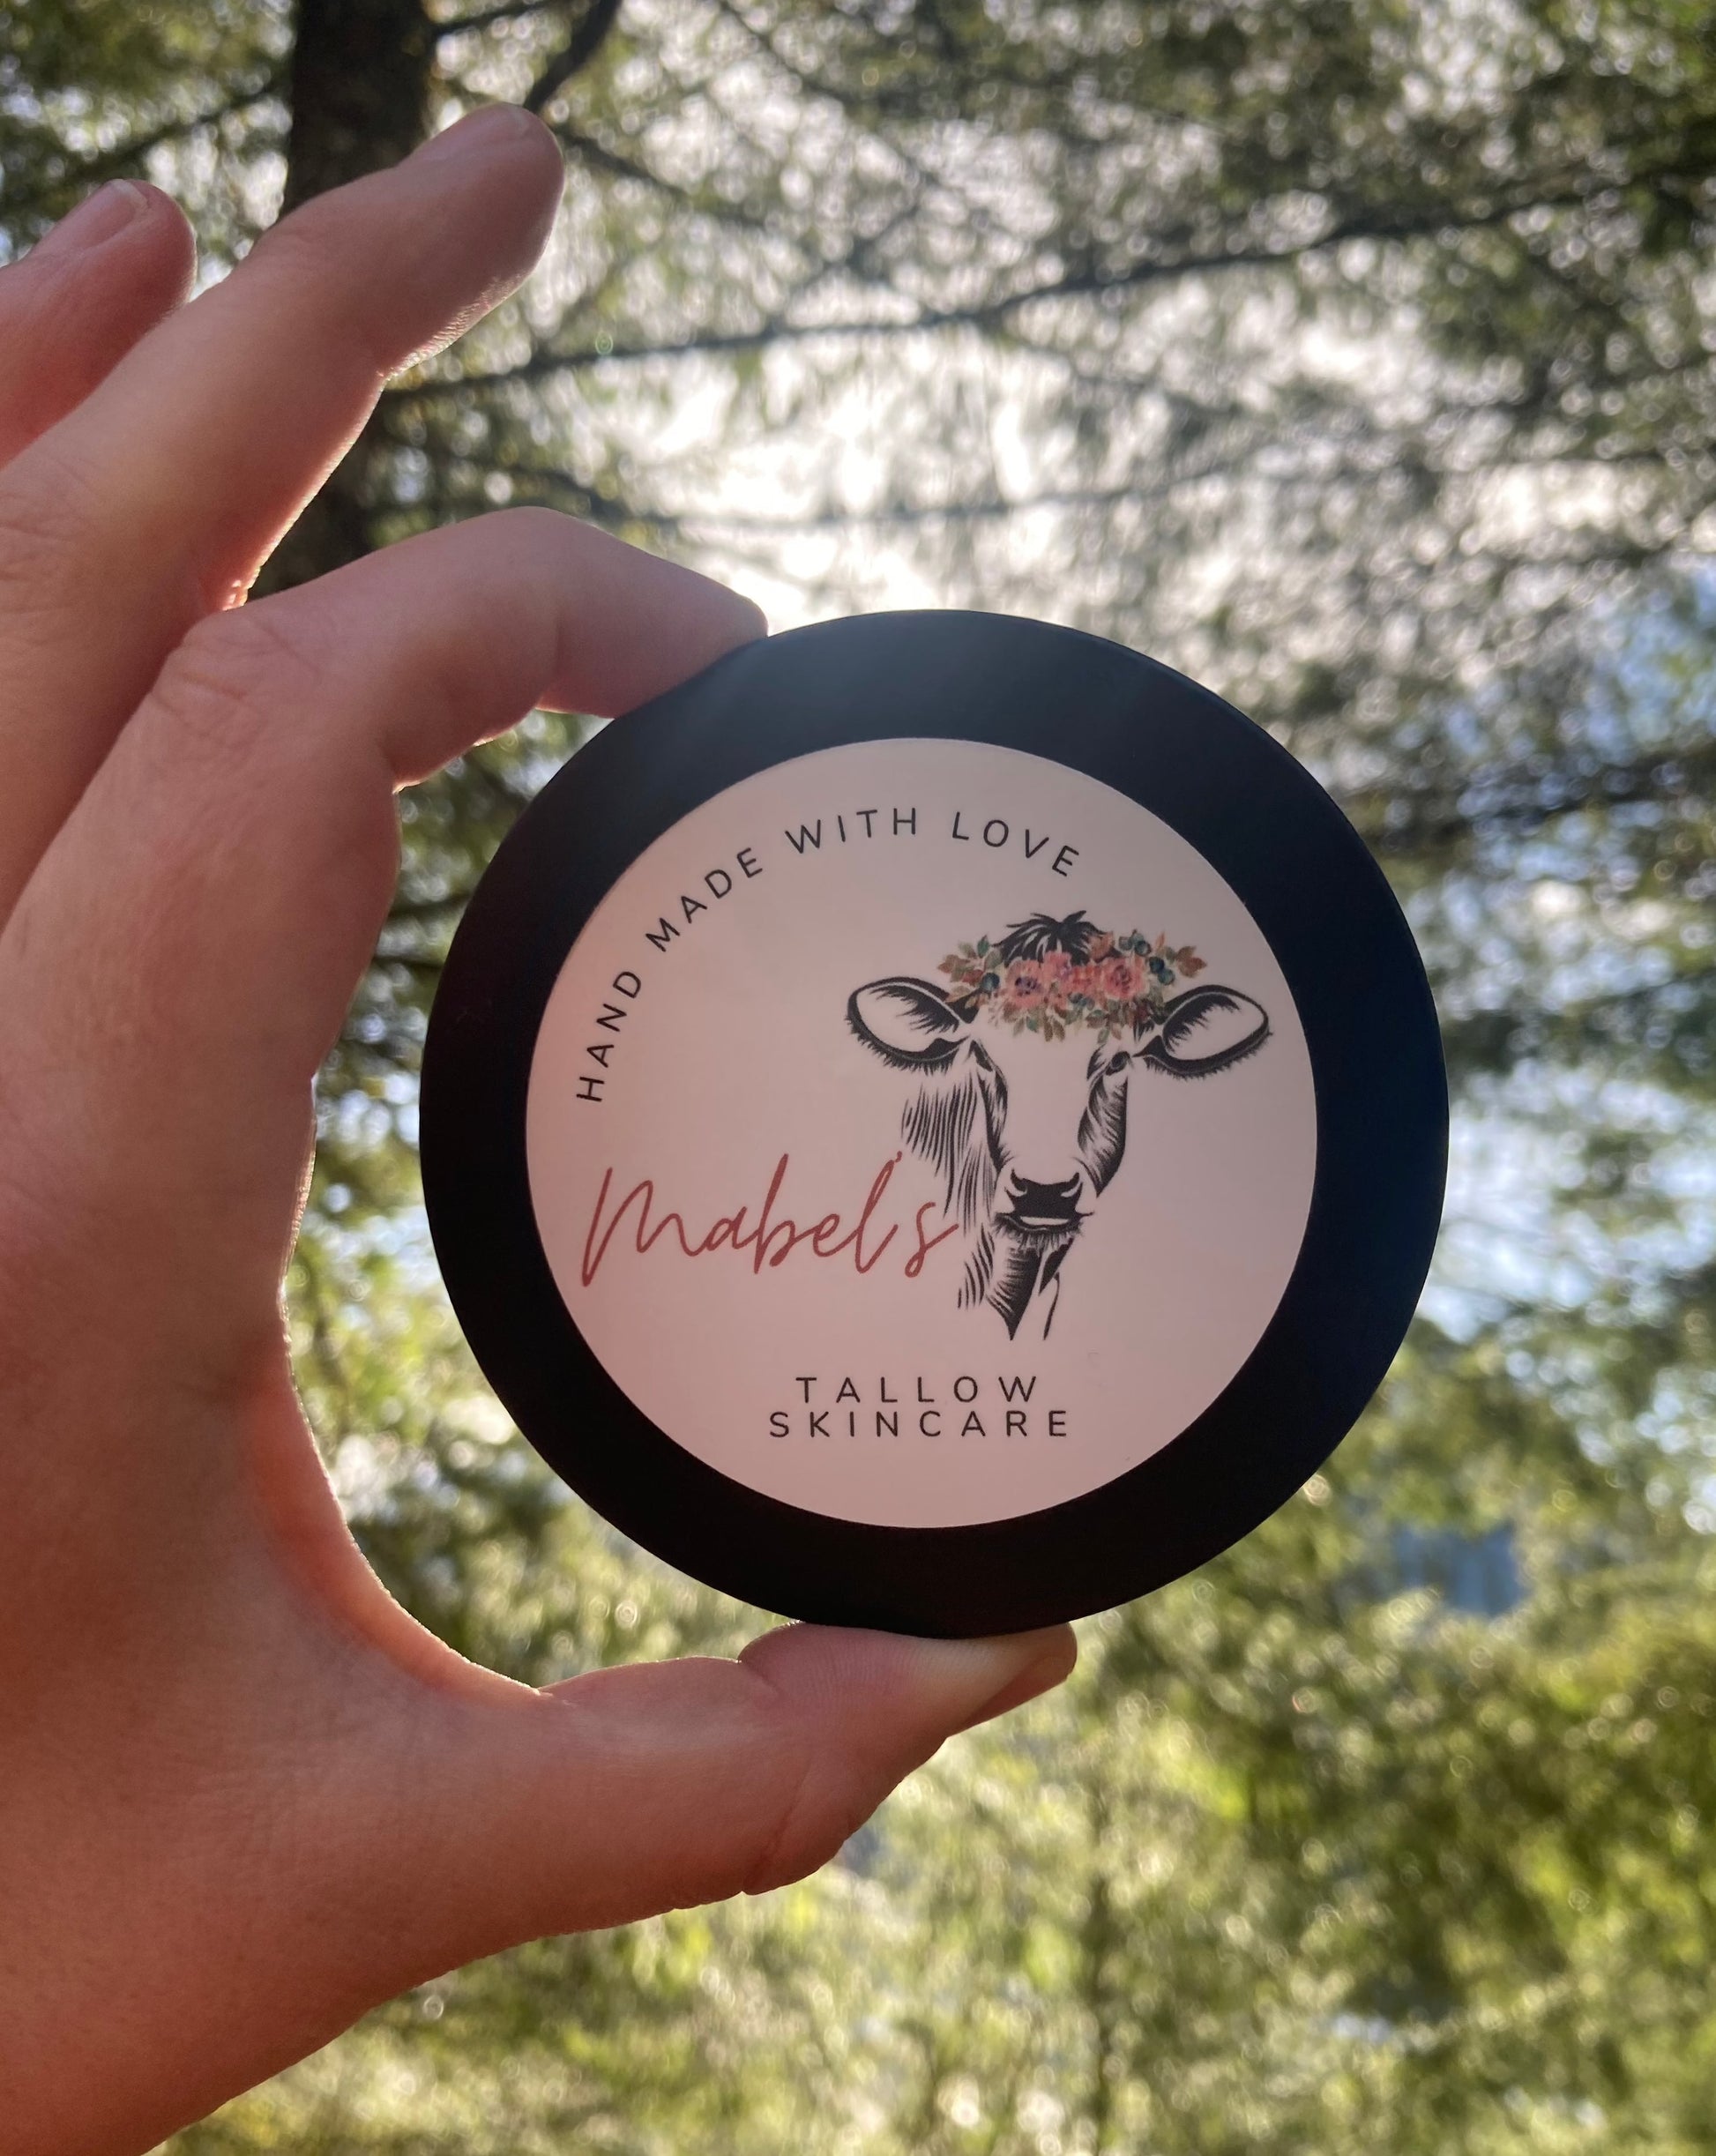 HAND MADE WITH LOVE
Mabel's
TALLOW
SKINCARE